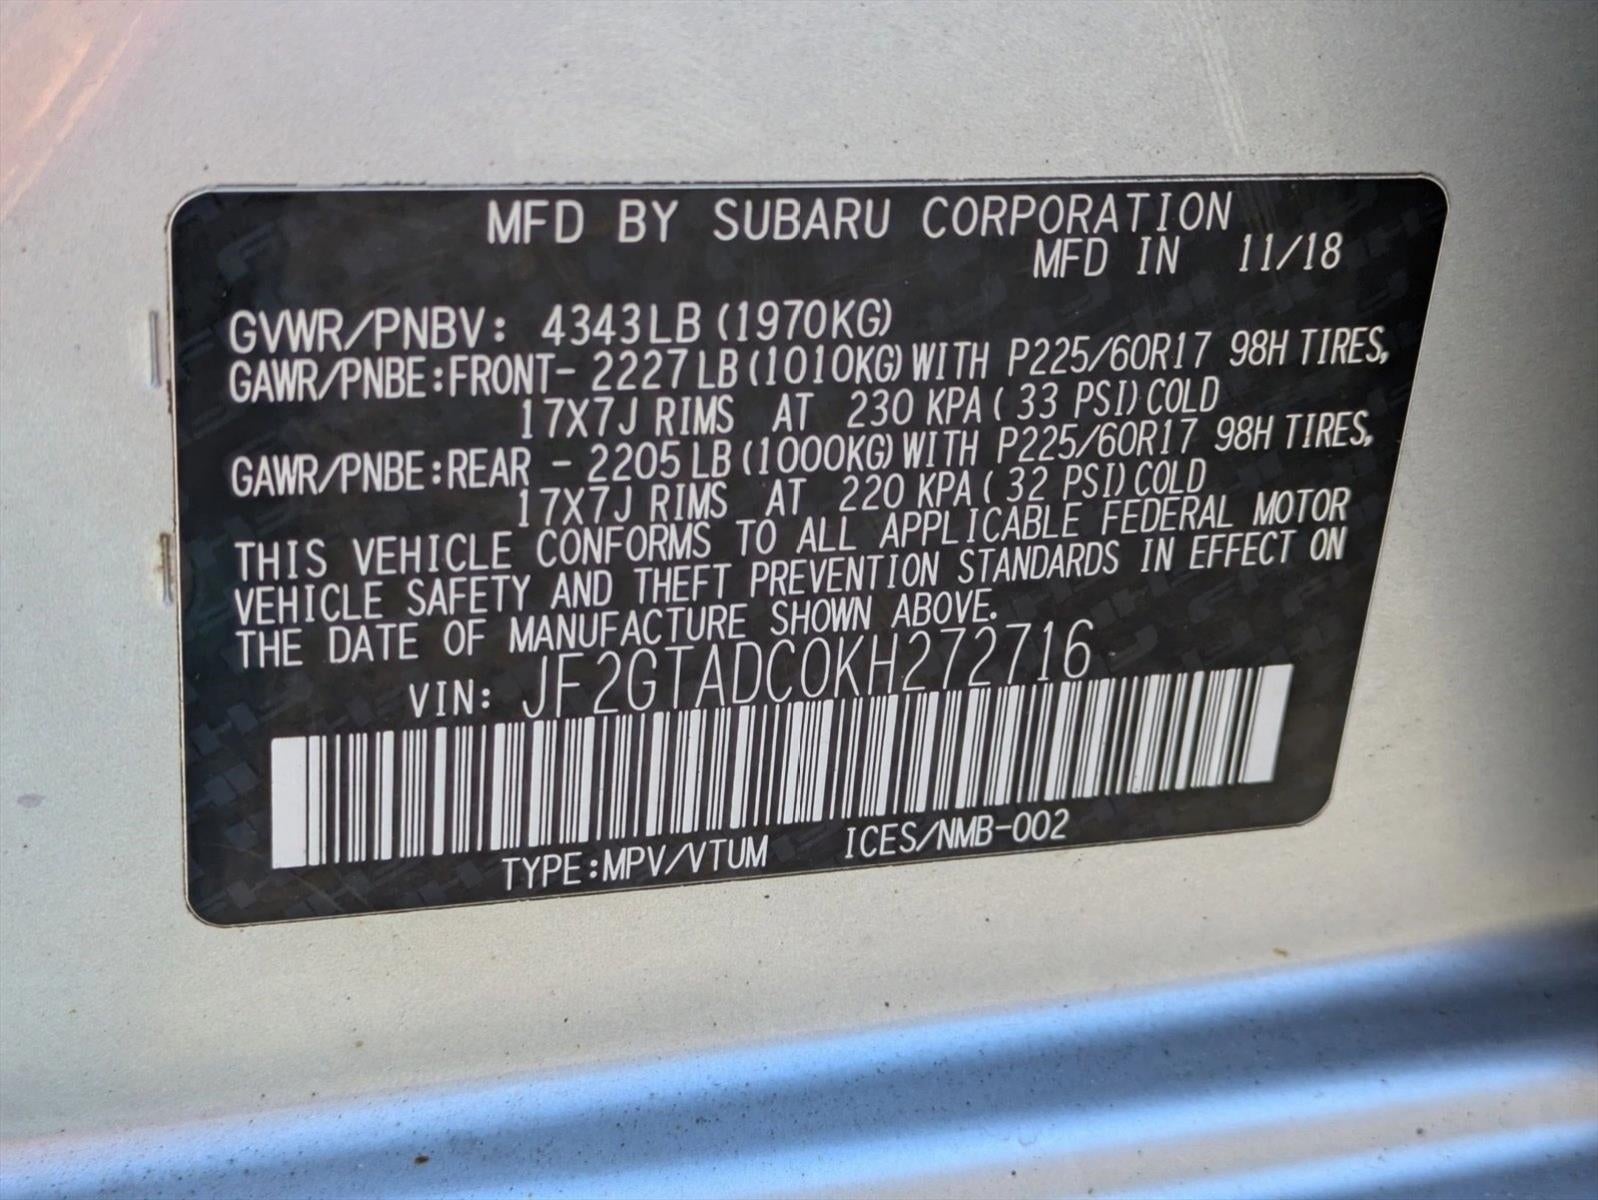 MFD BY SUBARU CORPORATION
MFD IN 11/18
GVWR/PNBV: 4343LB (1970KG)
GAWR/PNBE:FRONT- 2227LB (1010KG) WITH P225/60R17 98H TIRES,
17X7J RIMS AT 230 KPA ( 33 PSI) COLD
GAWR/PNBE:REAR - 2205LB (1000KG) WITH P225/60R17 98H TIRES,
17X7J RIMS AT 220 KPA ( 32 PSI) COLD
THIS VEHICLE CONFORMS TO ALL APPLICABLE FEDERAL MOTOR
VEHICLE SAFETY AND THEFT PREVENTION STANDARDS IN EFFECT ON
THE DATE OF MANUFACTURE SHOWN ABOVE.
VIN: JF2GTADC0KH272716
TYPE:MPV/VTUM ICES/NMB-002